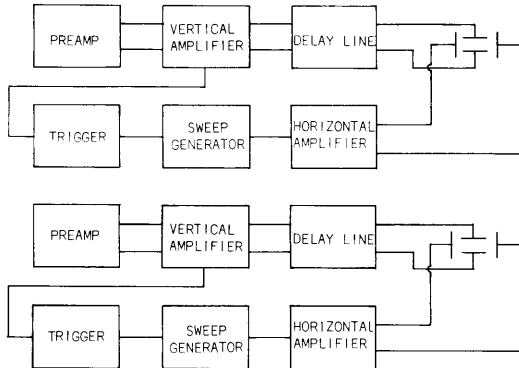 PREAMP
VERTICAL
AMPLIFIER
DELAY LINE
TRIGGER
SWEEP
GENERATOR
HORIZONTAL
AMPLIFIER
PREAMP
VERTICAL
AMPLIFIER
DELAY LINE
TRIGGER
SWEEP
GENERATOR
HORIZONTAL
AMPLIFIER